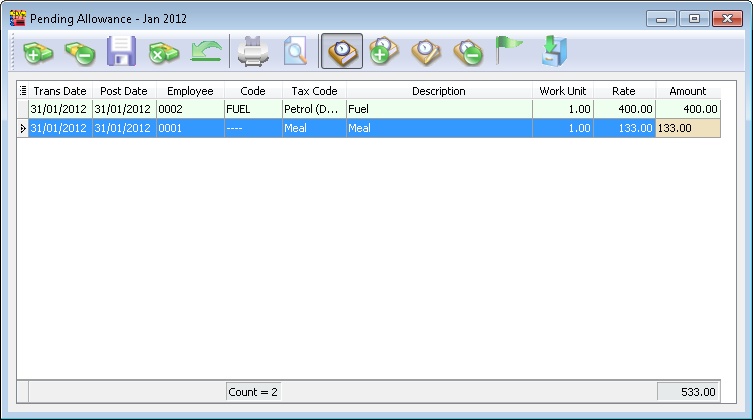 Pending Allowance - Jan 2012
Trans Date Post Date Employee Code Tax Code Description Work Unit Rate Amount
31/01/2012 31/01/2012 0002 FUEL Petrol (D... Fuel 1.00 400.00 400.00
31/01/2012 31/01/2012 0001 ---- Meal Meal 1.00 133.00 133.00
Count = 2 533.00